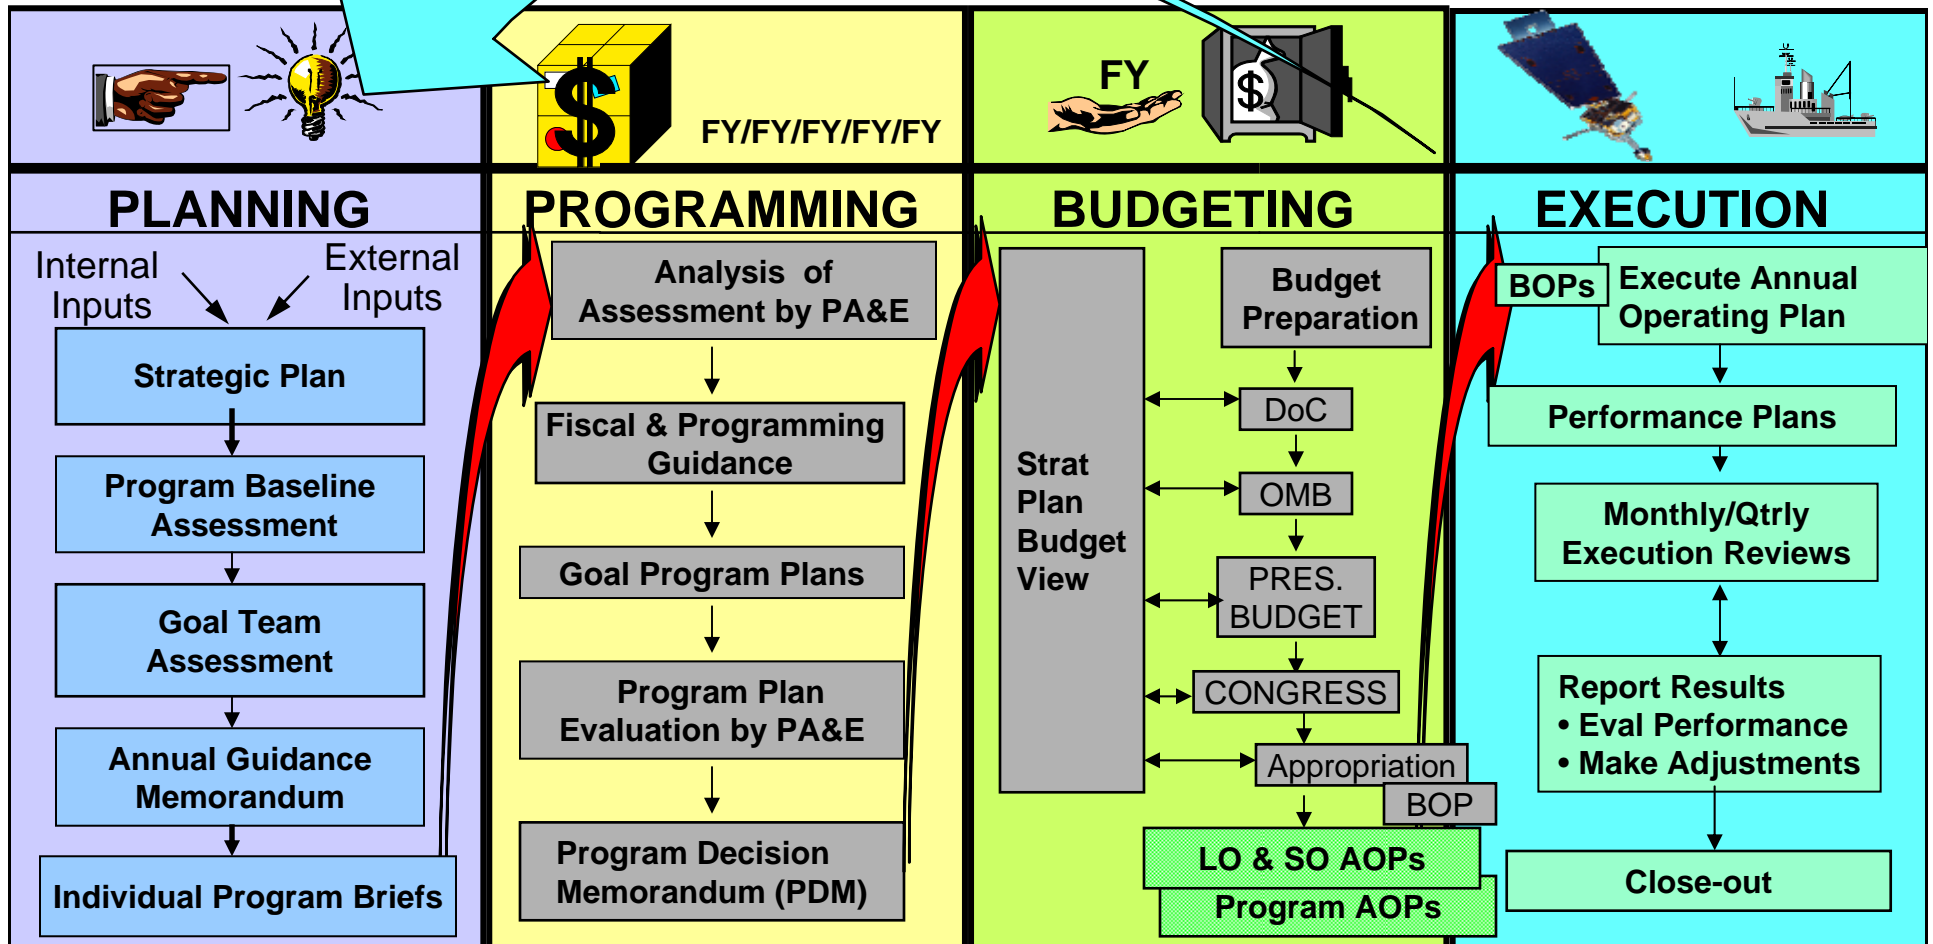 $
FY/FY/FY/FY/FY
FY
$
PLANNING
Internal
Inputs
External
Inputs
Strategic Plan
Program Baseline
Assessment
Goal Team
Assessment
Annual Guidance
Memorandum
Individual Program Briefs
PROGRAMMING
Analysis of
Assessment by PA&E
Fiscal & Programming
Guidance
Goal Program Plans
Program Plan
Evaluation by PA&E
Program Decision
Memorandum (PDM)
BUDGETING
Strat
Plan
Budget
View
Budget
Preparation
DoC
OMB
PRES.
BUDGET
CONGRESS
Appropriation
BOP
LO & SO AOPs
Program AOPs
EXECUTION
BOPs
Execute Annual
Operating Plan
Performance Plans
Monthly/Qtrly
Execution Reviews
Report Results
• Eval Performance
• Make Adjustments
Close-out